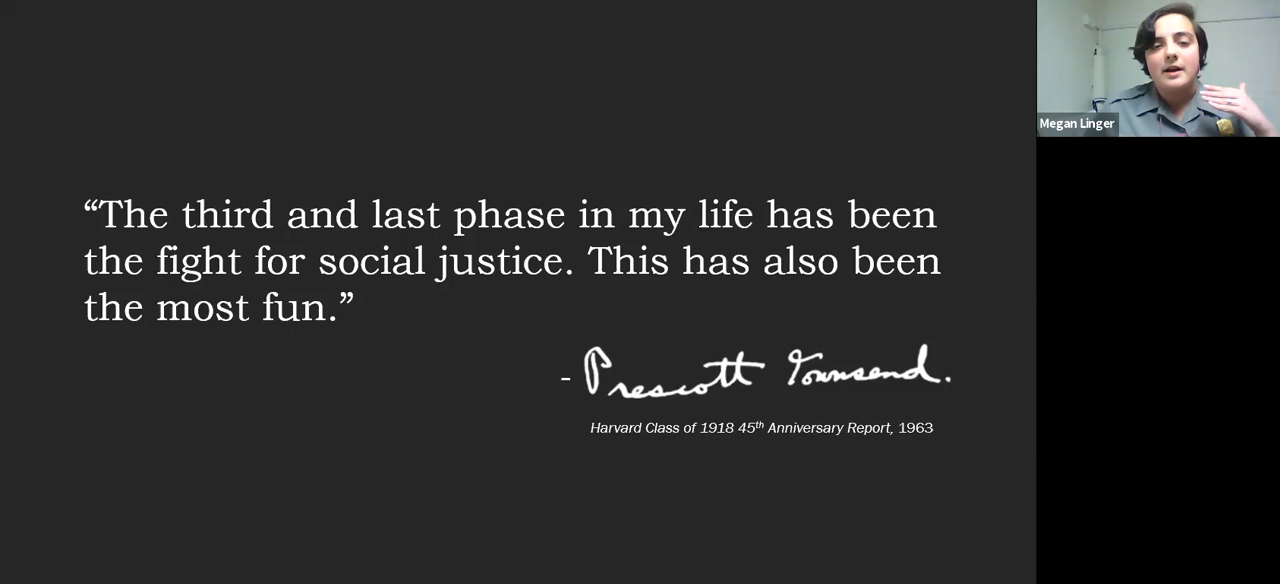 “The third and last phase in my life has been
the fight for social justice. This has also been
the most fun.”
- Prescott Townsend.
Harvard Class of 1918 45th Anniversary Report, 1963
Megan Linger